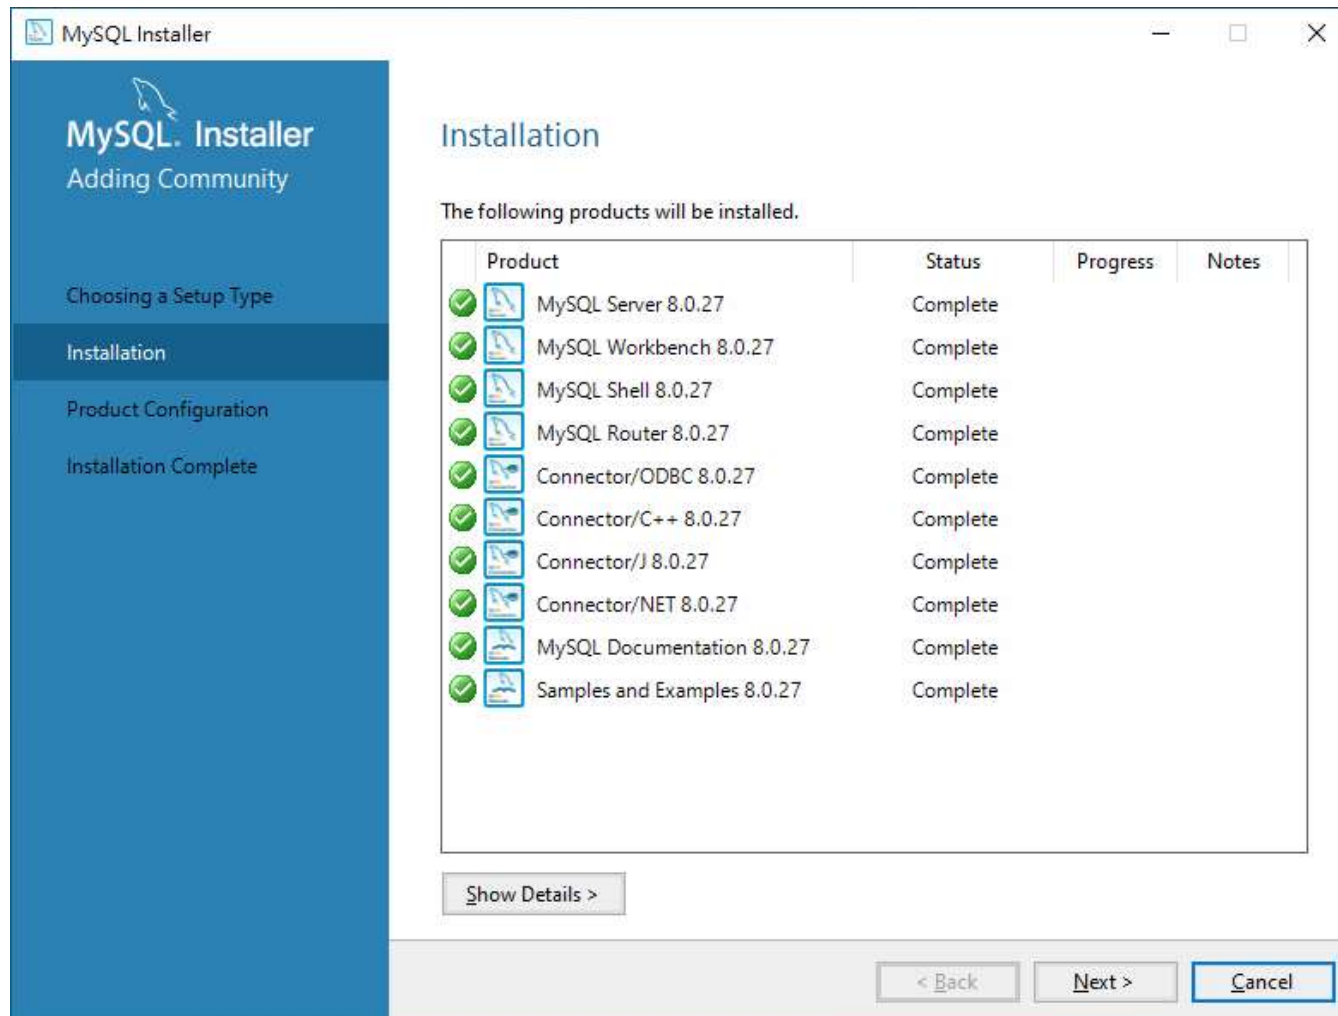 MySQL Installer
MySQL. Installer
Adding Community
Choosing a Setup Type
Installation
Product Configuration
Installation Complete
Installation
The following products will be installed.
Product Status Progress Notes
MySQL Server 8.0.27 Complete
MySQL Workbench 8.0.27 Complete
MySQL Shell 8.0.27 Complete
MySQL Router 8.0.27 Complete
Connector/ODBC 8.0.27 Complete
Connector/C++ 8.0.27 Complete
Connector/J 8.0.27 Complete
Connector/NET 8.0.27 Complete
MySQL Documentation 8.0.27 Complete
Samples and Examples 8.0.27 Complete
Show Details >
< Back Next > Cancel